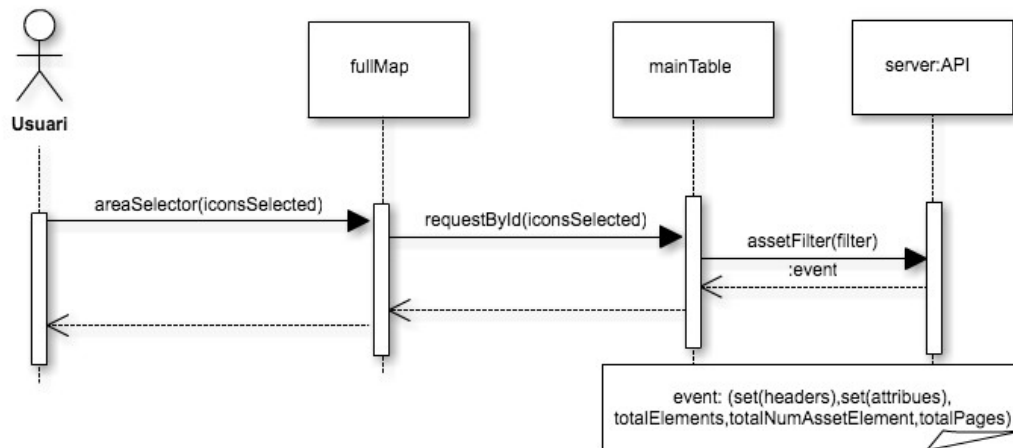 fullMap
mainTable
server:API
Usuari
areaSelector(iconsSelected)
requestById(iconsSelected)
assetFilter(filter)
:event
event: (set(headers),set(attribues),
totalElements,totalNumAssetElement,totalPages)